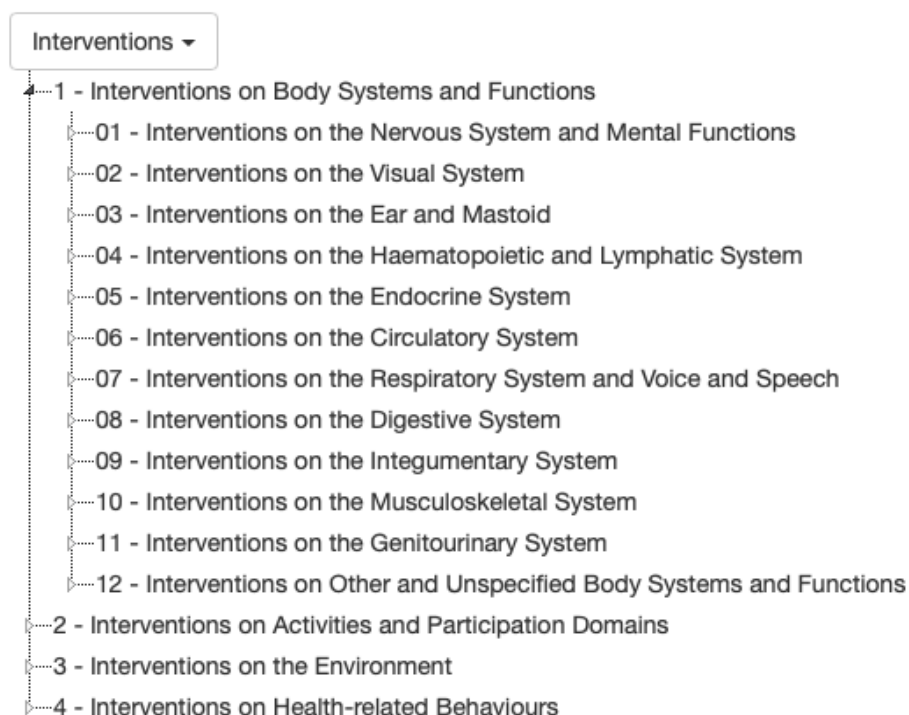 Interventions
1 - Interventions on Body Systems and Functions
01 - Interventions on the Nervous System and Mental Functions
02 - Interventions on the Visual System
03 - Interventions on the Ear and Mastoid
04 - Interventions on the Haematopoietic and Lymphatic System
05 - Interventions on the Endocrine System
06 - Interventions on the Circulatory System
07 - Interventions on the Respiratory System and Voice and Speech
08 - Interventions on the Digestive System
09 - Interventions on the Integumentary System
10 - Interventions on the Musculoskeletal System
11 - Interventions on the Genitourinary System
12 - Interventions on Other and Unspecified Body Systems and Functions
2 - Interventions on Activities and Participation Domains
3 - Interventions on the Environment
4 - Interventions on Health-related Behaviours